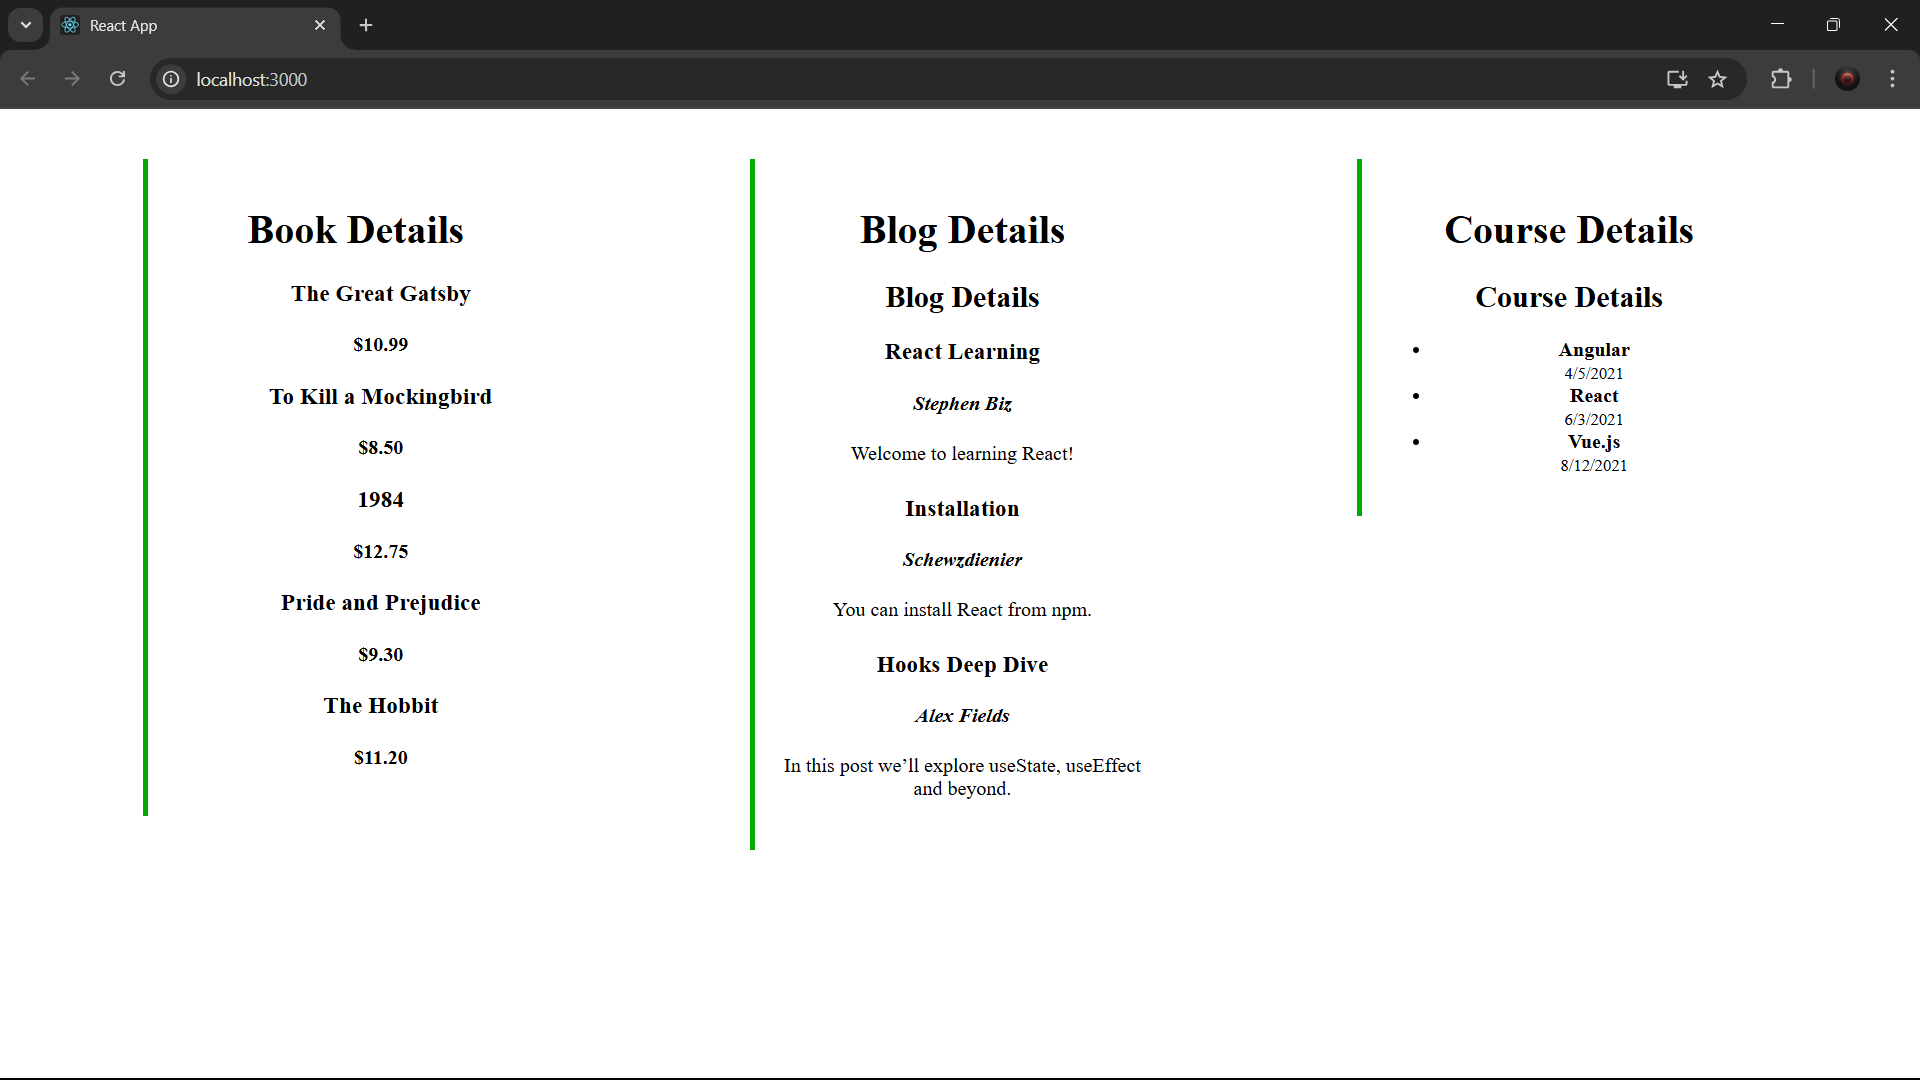 React App
localhost:3000
Book Details
The Great Gatsby
$10.99
To Kill a Mockingbird
$8.50
1984
$12.75
Pride and Prejudice
$9.30
The Hobbit
$11.20
Blog Details
Blog Details
React Learning
Stephen Biz
Welcome to learning React!
Installation
Schewzdienier
You can install React from npm.
Hooks Deep Dive
Alex Fields
In this post we’ll explore useState, useEffect
and beyond.
Course Details
Course Details
• Angular
4/5/2021
• React
6/3/2021
• Vue.js
8/12/2021